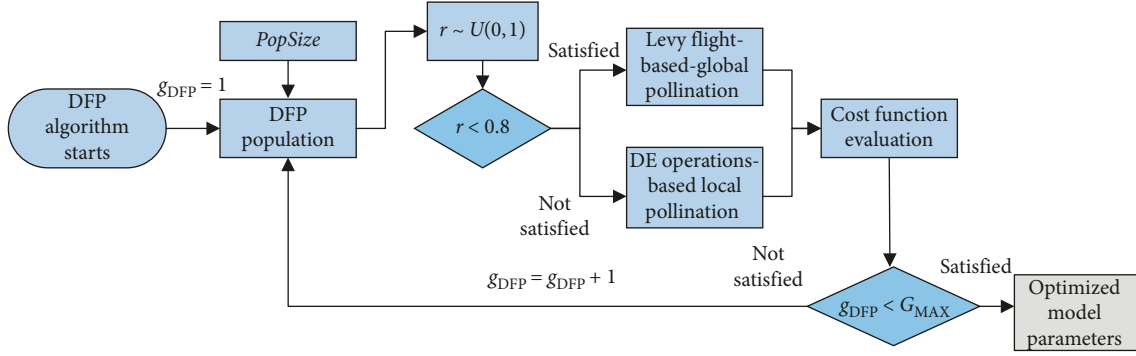 DFP
algorithm
starts
g_DFP = 1
PopSize
DFP
population
r ~ U(0, 1)
r < 0.8
Satisfied
Not
satisfied
Levy flight-
based-global
pollination
DE operations-
based local
pollination
Cost function
evaluation
g_DFP < G_MAX
Not
satisfied
g_DFP = g_DFP + 1
Satisfied
Optimized
model
parameters